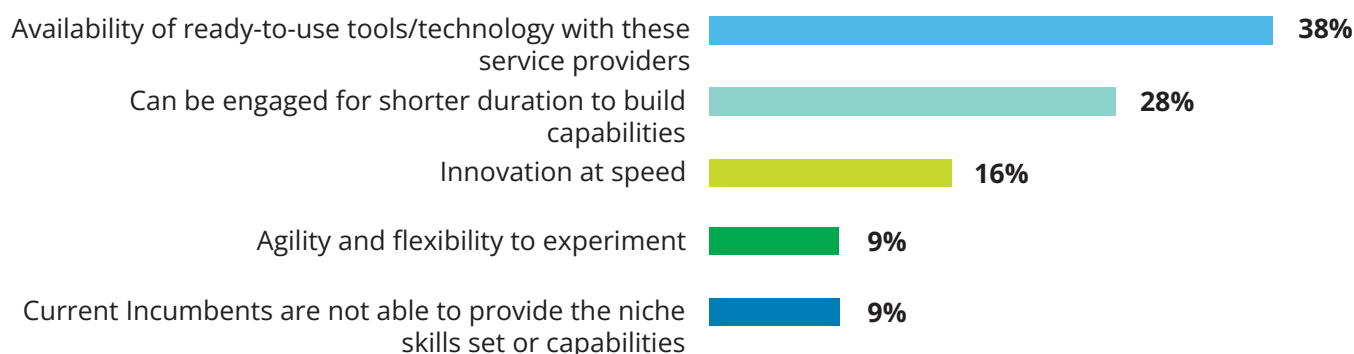 Availability of ready-to-use tools/technology with these
service providers
38%
Can be engaged for shorter duration to build
capabilities
28%
Innovation at speed
16%
Agility and flexibility to experiment
9%
Current Incumbents are not able to provide the niche
skills set or capabilities
9%